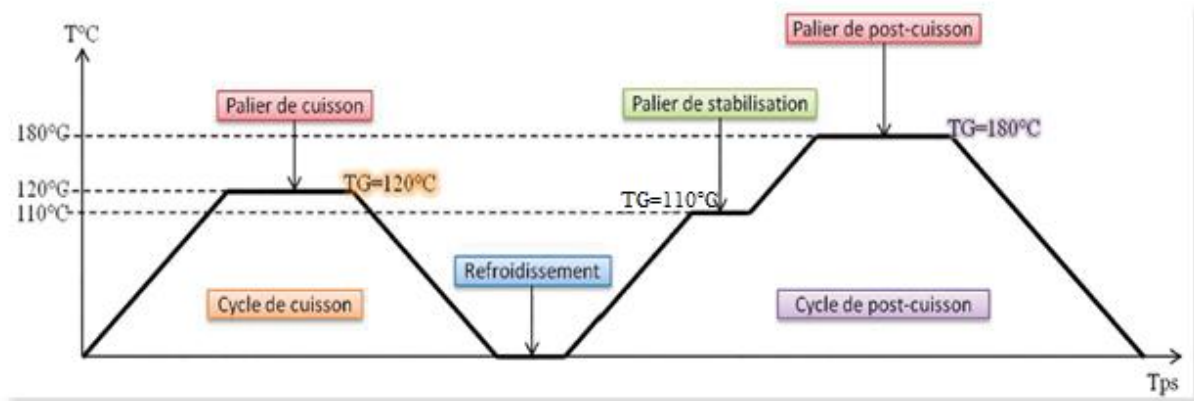 T°C
Palier de post-cuisson
Palier de cuisson
Palier de stabilisation
180°G
TG=180°C
120°G
TG=120°C
TG=110°G
110°C
Refroidissement
Cycle de cuisson
Cycle de post-cuisson
Tps